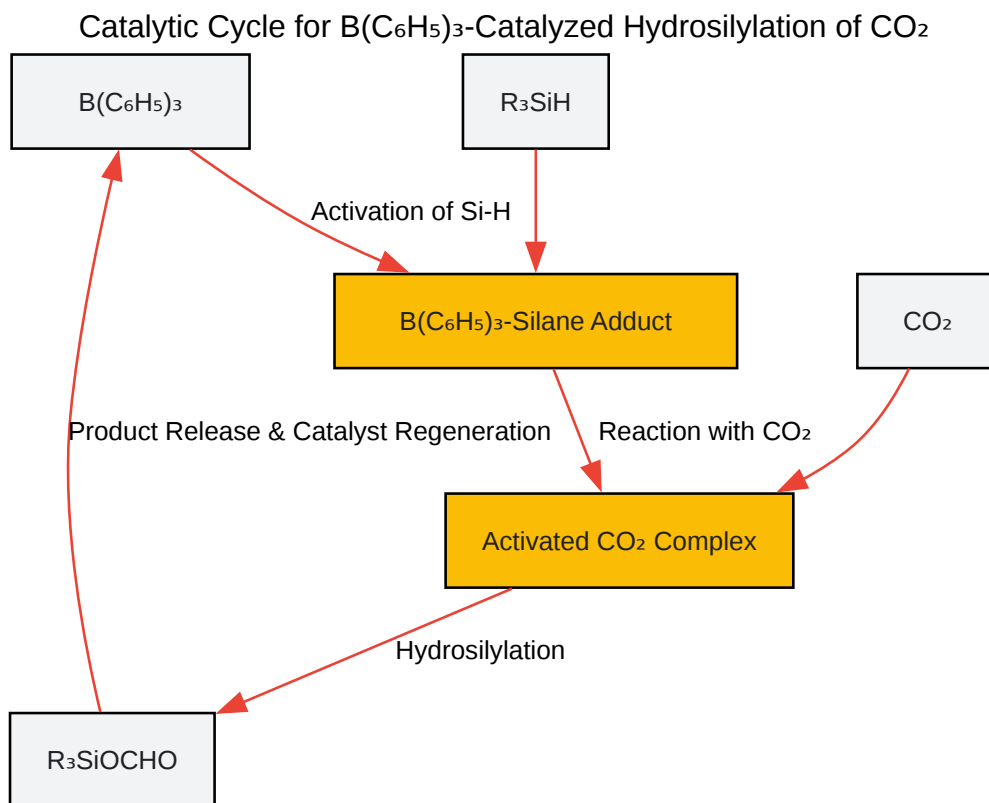 Catalytic Cycle for B(C₆H₅)₃-Catalyzed Hydrosilylation of CO₂
B(C₆H₅)₃
R₃SiH
Activation of Si-H
B(C₆H₅)₃-Silane Adduct
CO₂
Product Release & Catalyst Regeneration
Reaction with CO₂
Activated CO₂ Complex
Hydrosilylation
R₃SiOCHO